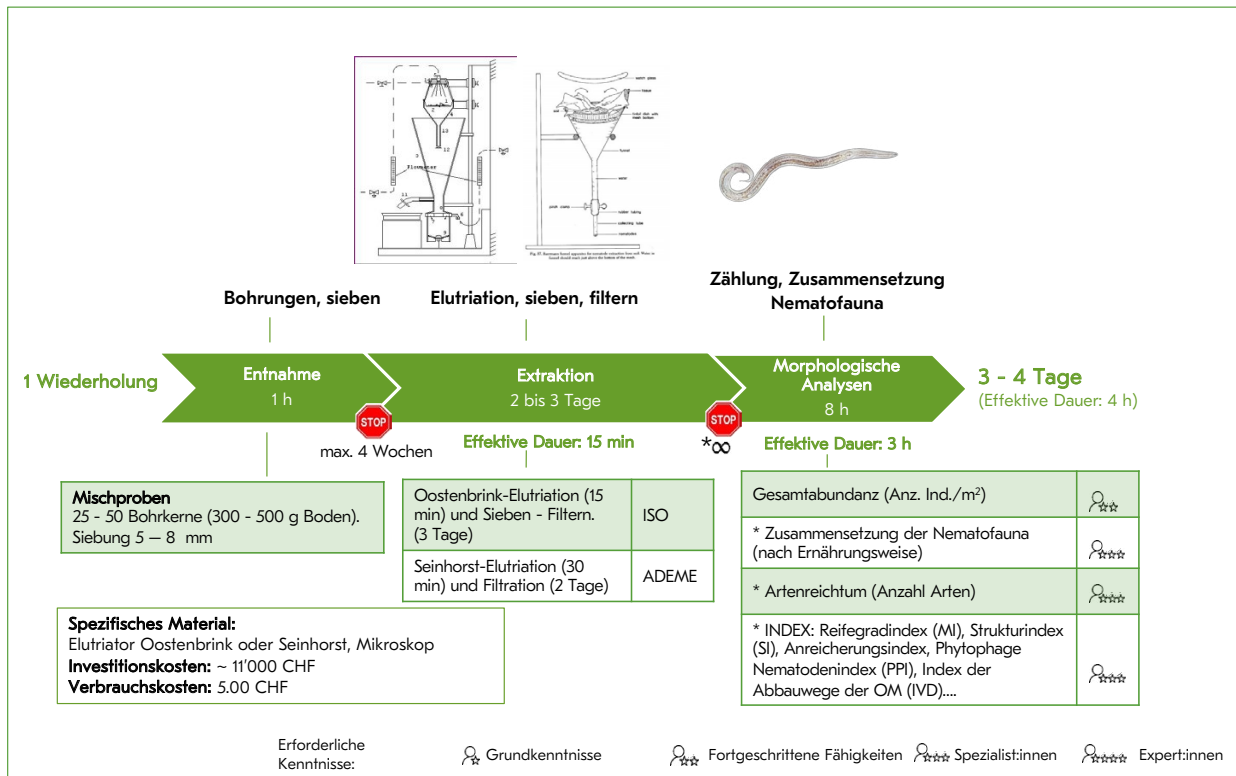 Flowmeter
water
Bohrungen, sieben
Elutriation, sieben, filtern
Zählung, Zusammensetzung
Nematofauna
1 Wiederholung
Entnahme
1 h
Extraktion
2 bis 3 Tage
Morphologische
Analysen
8 h
3 - 4 Tage
(Effektive Dauer: 4 h)
STOP
max. 4 Wochen
Effektive Dauer: 15 min
STOP
*∞
Effektive Dauer: 3 h
Mischproben
25 - 50 Bohrkerne (300 - 500 g Boden).
Siebung 5 – 8 mm
Oostenbrink-Elutriation (15
min) und Sieben - Filtern.
(3 Tage)
ISO
Seinhorst-Elutriation (30
min) und Filtration (2 Tage)
ADEME
Gesamtabundanz (Anz. Ind./m²)
* Zusammensetzung der Nematofauna
(nach Ernährungsweise)
* Artenreichtum (Anzahl Arten)
* INDEX: Reifegradindex (MI), Strukturindex
(SI), Anreicherungsindex, Phytophage
Nematodenindex (PPI), Index der
Abbauwege der OM (IVD)....
Spezifisches Material:
Elutriator Oostenbrink oder Seinhorst, Mikroskop
Investitionskosten: ~ 11'000 CHF
Verbrauchskosten: 5.00 CHF
Erforderliche
Kenntnisse:
Grundkenntnisse
Fortgeschrittene Fähigkeiten
Spezialist:innen
Expert:innen